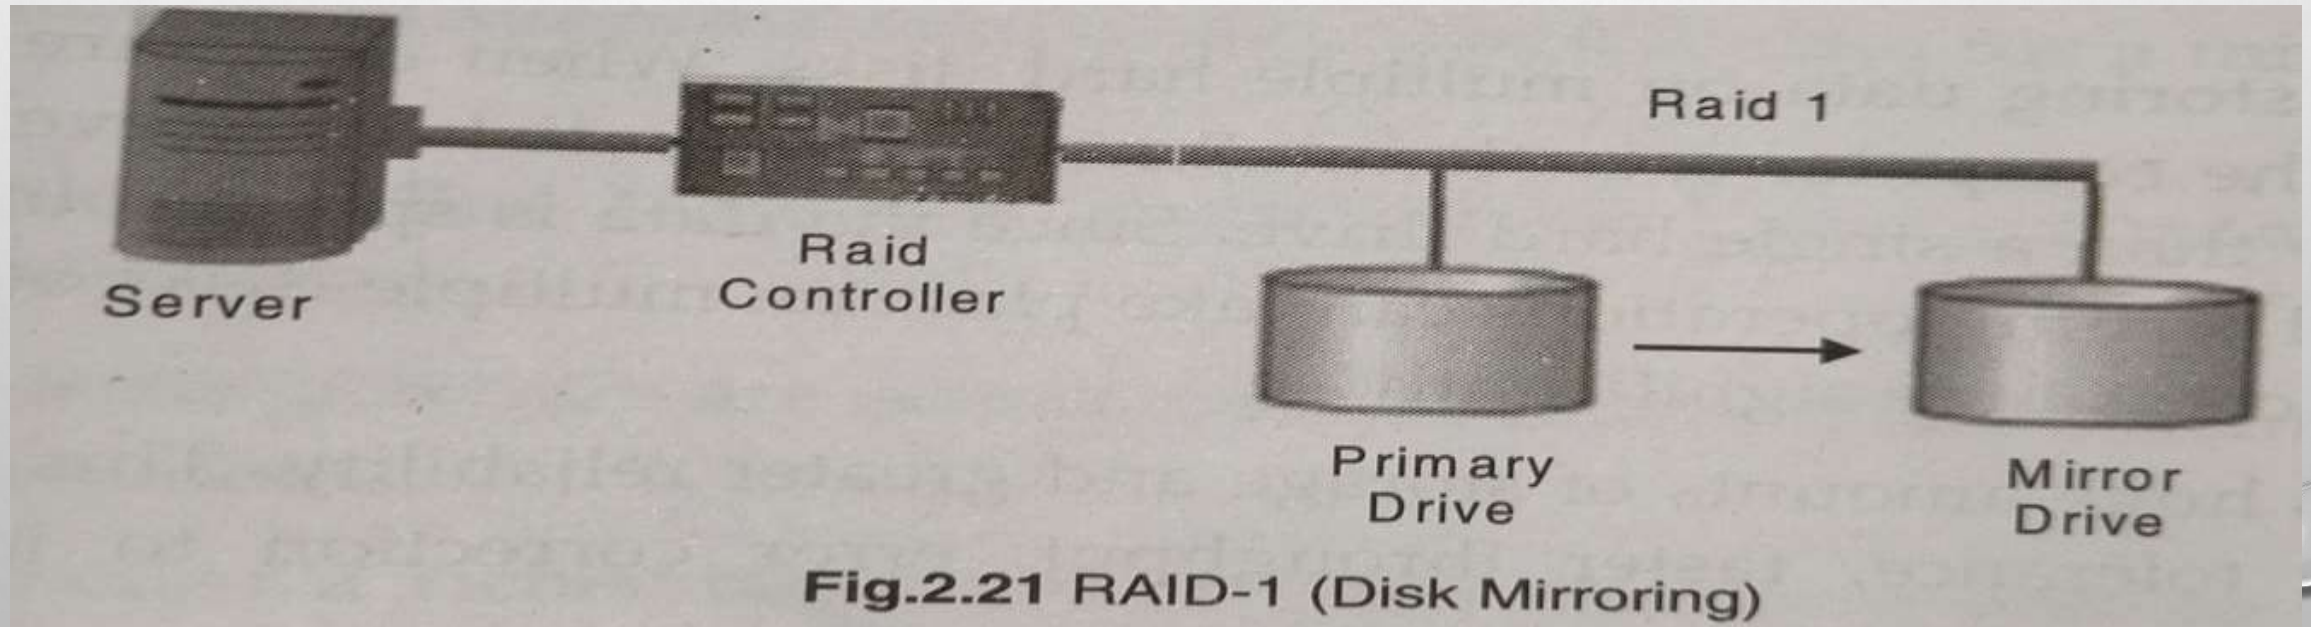 Raid 1
Server
Raid
Controller
Primary
Drive
Mirror
Drive
Fig.2.21 RAID-1 (Disk Mirroring)